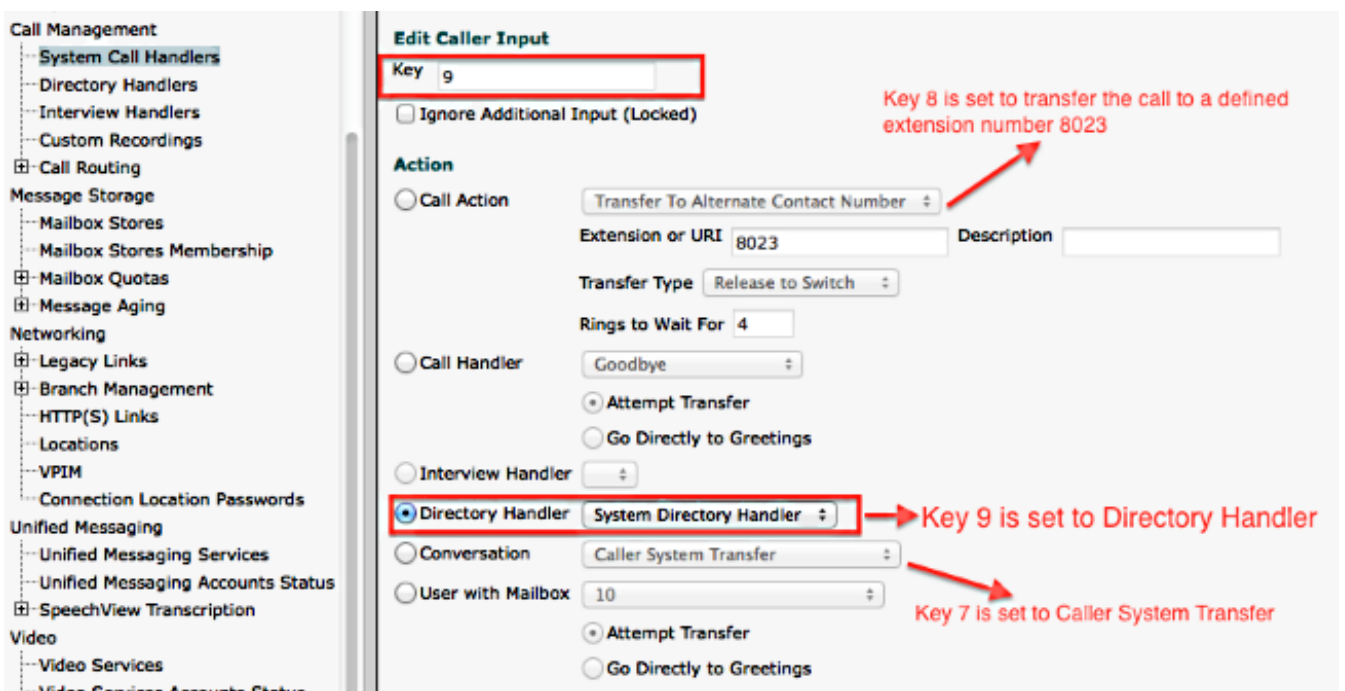 Call Management
System Call Handlers
Directory Handlers
Interview Handlers
Custom Recordings
Call Routing
Message Storage
Mailbox Stores
Mailbox Stores Membership
Mailbox Quotas
Message Aging
Networking
Legacy Links
Branch Management
HTTP(S) Links
Locations
VPIM
Connection Location Passwords
Unified Messaging
Unified Messaging Services
Unified Messaging Accounts Status
SpeechView Transcription
Video
Video Services
Video Services Accounts Status
Edit Caller Input
Key 9
Ignore Additional Input (Locked)
Key 8 is set to transfer the call to a defined
extension number 8023
Action
Call Action Transfer To Alternate Contact Number
Extension or URI 8023 Description
Transfer Type Release to Switch
Rings to Wait For 4
Call Handler Goodbye
Attempt Transfer
Go Directly to Greetings
Interview Handler
Directory Handler System Directory Handler Key 9 is set to Directory Handler
Conversation Caller System Transfer
User with Mailbox 10
Key 7 is set to Caller System Transfer
Attempt Transfer
Go Directly to Greetings